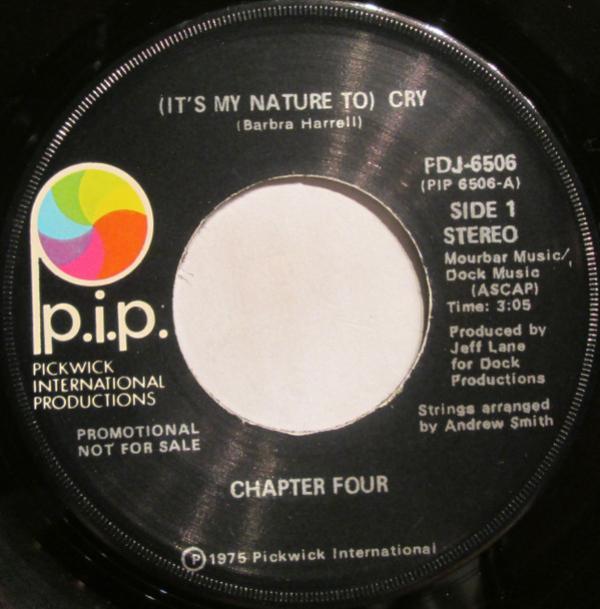 (IT'S MY NATURE TO) CRY
(Barbra Harrell)
FDJ-6506
(PIP 6506-A)
SIDE 1
STEREO
Mourbar Music/
Dock Music
(ASCAP)
Time: 3:05
Produced by
Jeff Lane
for Dock
Productions
Strings arranged
by Andrew Smith
p.i.p.
PICKWICK
INTERNATIONAL
PRODUCTIONS
PROMOTIONAL
NOT FOR SALE
CHAPTER FOUR
Ⓟ1975 Pickwick International